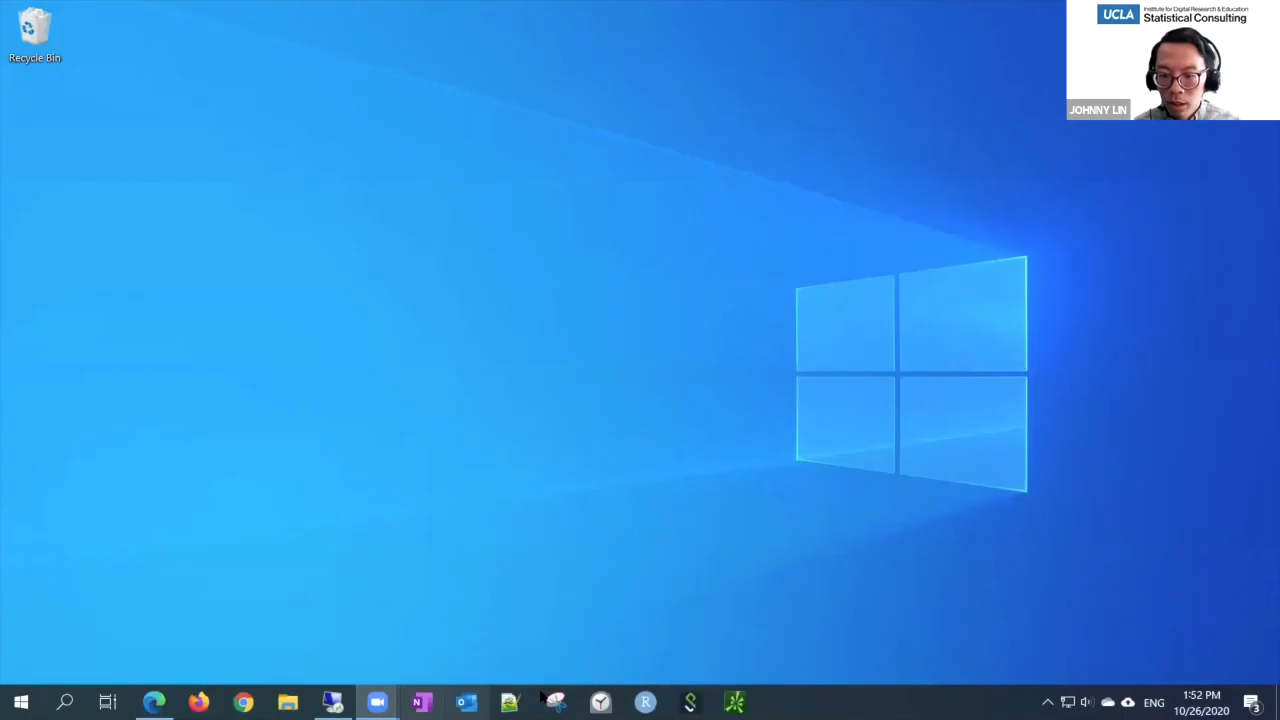 Recycle Bin
UCLA
Institute for Digital Research & Education
Statistical Consulting
JOHNNY LIN
N
R
ENG
1:52 PM
10/26/2020
3